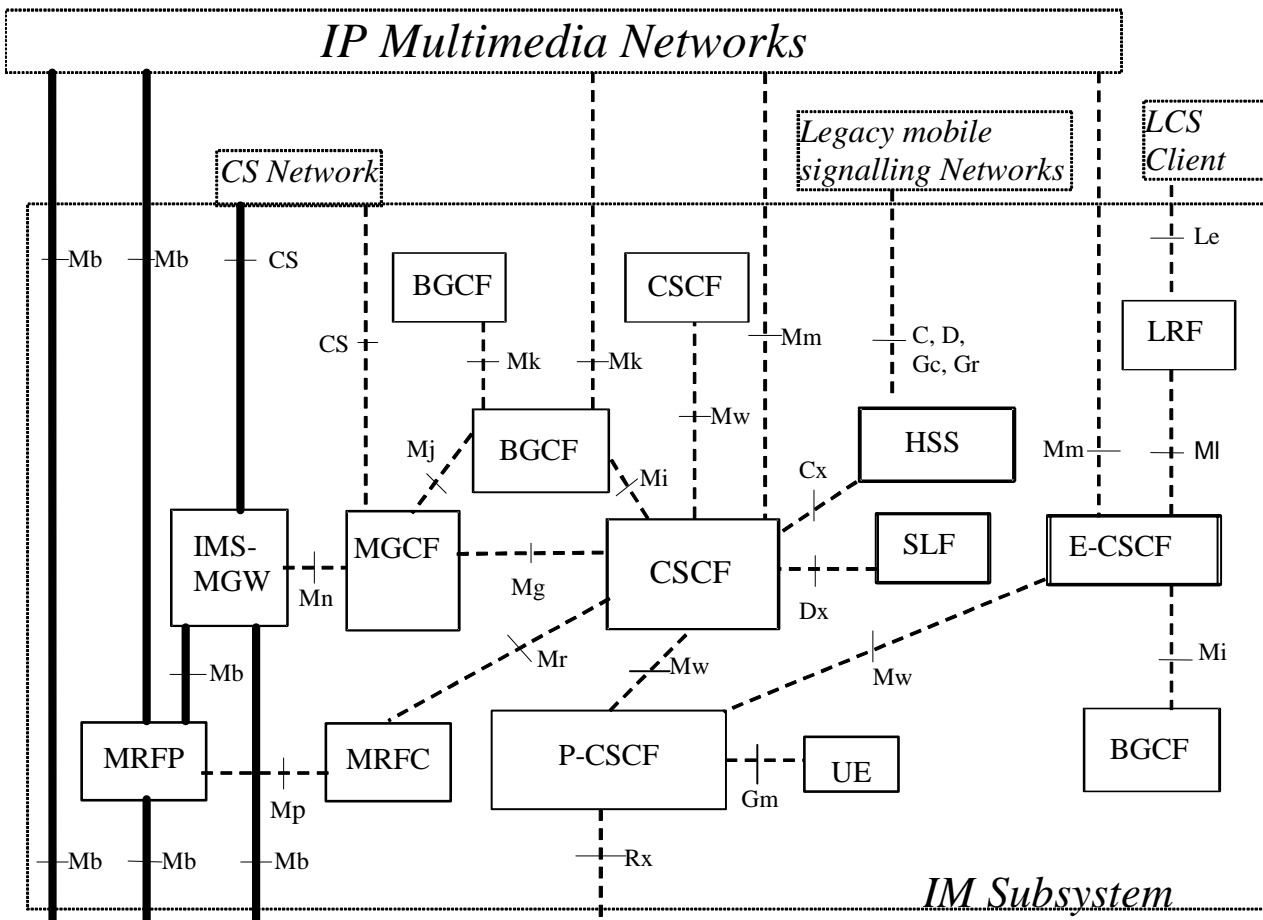 IP Multimedia Networks
Legacy mobile
signalling Networks
LCS
Client
CS Network
Mb
Mb
CS
Le
BGCF
CSCF
LRF
CS
Mk
Mk
Mm
C, D,
Gc, Gr
Mw
HSS
Mj
BGCF
Mi
Cx
Mm
Ml
IMS-
MGW
MGCF
CSCF
SLF
E-CSCF
Mn
Mg
Dx
Mb
Mr
Mw
Mw
Mi
MRFP
MRFC
P-CSCF
UE
BGCF
Mp
Gm
Mb
Mb
Mb
Rx
IM Subsystem